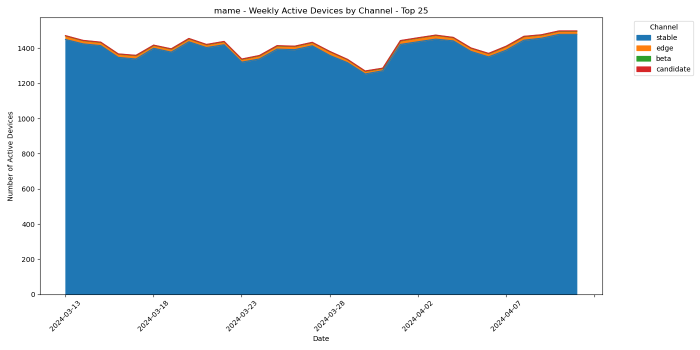 mame - Weekly Active Devices by Channel - Top 25
Number of Active Devices
1400
1200
1000
800
600
400
200
0
2024-03-13
2024-03-18
2024-03-23
2024-03-28
2024-04-02
2024-04-07
Date
Channel
stable
edge
beta
candidate